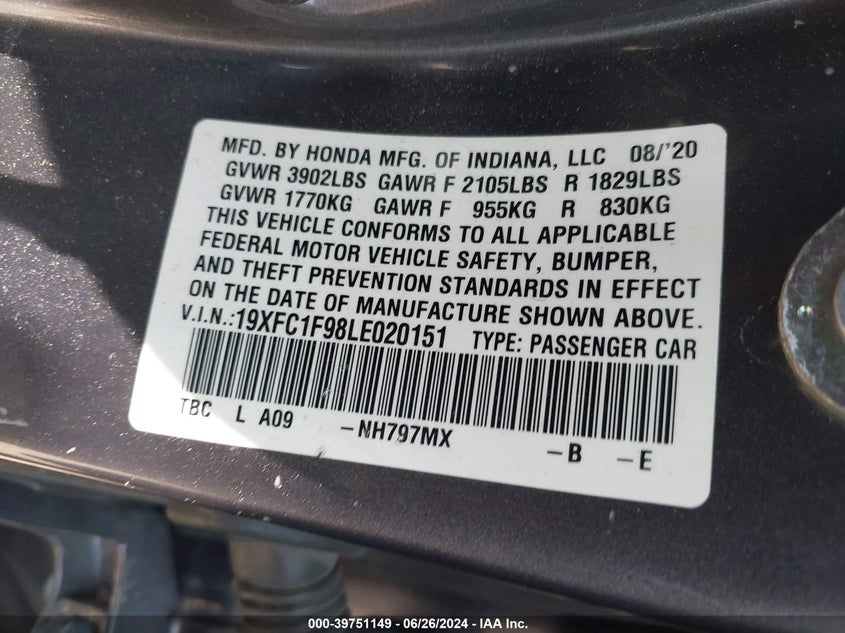 MFD. BY HONDA MFG. OF INDIANA, LLC 08/'20
GVWR 3902LBS GAWR F 2105LBS R 1829LBS
GVWR 1770KG GAWR F 955KG R 830KG
THIS VEHICLE CONFORMS TO ALL APPLICABLE
FEDERAL MOTOR VEHICLE SAFETY, BUMPER,
AND THEFT PREVENTION STANDARDS IN EFFECT
ON THE DATE OF MANUFACTURE SHOWN ABOVE.
V.I.N.:19XFC1F98LE020151 TYPE: PASSENGER CAR
TBC L A09 -NH797MX -B -E
000-39751149 - 06/26/2024 - IAA Inc.